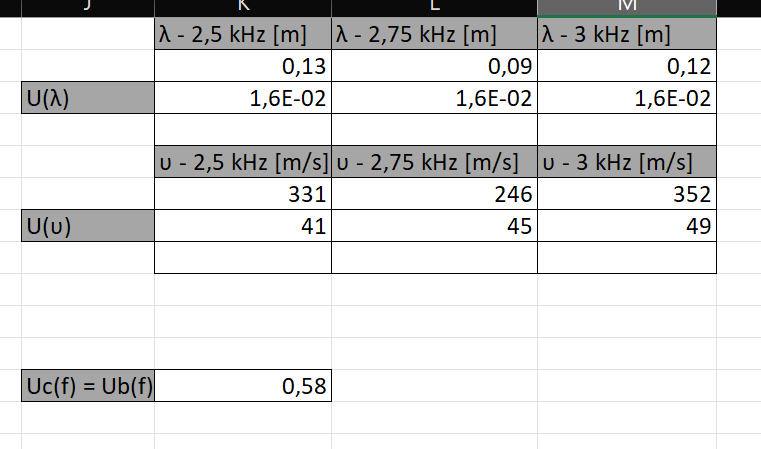 J K L M
λ - 2,5 kHz [m] λ - 2,75 kHz [m] λ - 3 kHz [m]
0,13 0,09 0,12
U(λ) 1,6E-02 1,6E-02 1,6E-02
υ - 2,5 kHz [m/s] υ - 2,75 kHz [m/s] υ - 3 kHz [m/s]
331 246 352
U(υ) 41 45 49
Uc(f) = Ub(f) 0,58